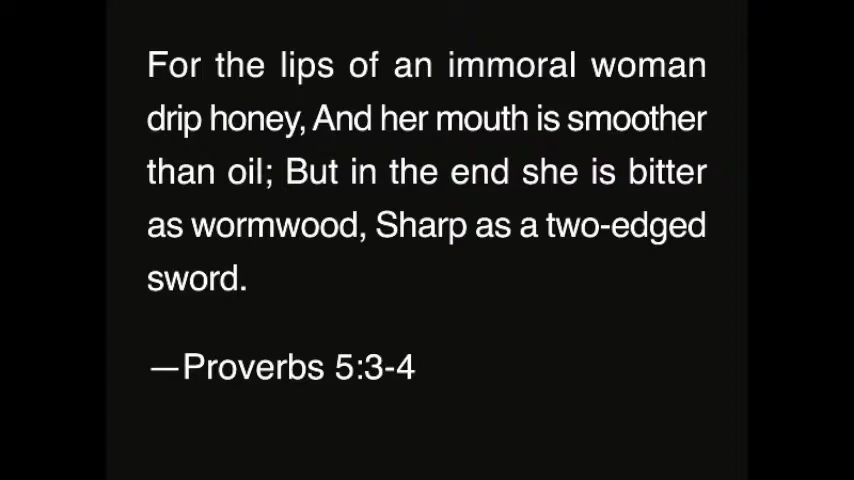 For the lips of an immoral woman
drip honey, And her mouth is smoother
than oil; But in the end she is bitter
as wormwood, Sharp as a two-edged
sword.
—Proverbs 5:3-4